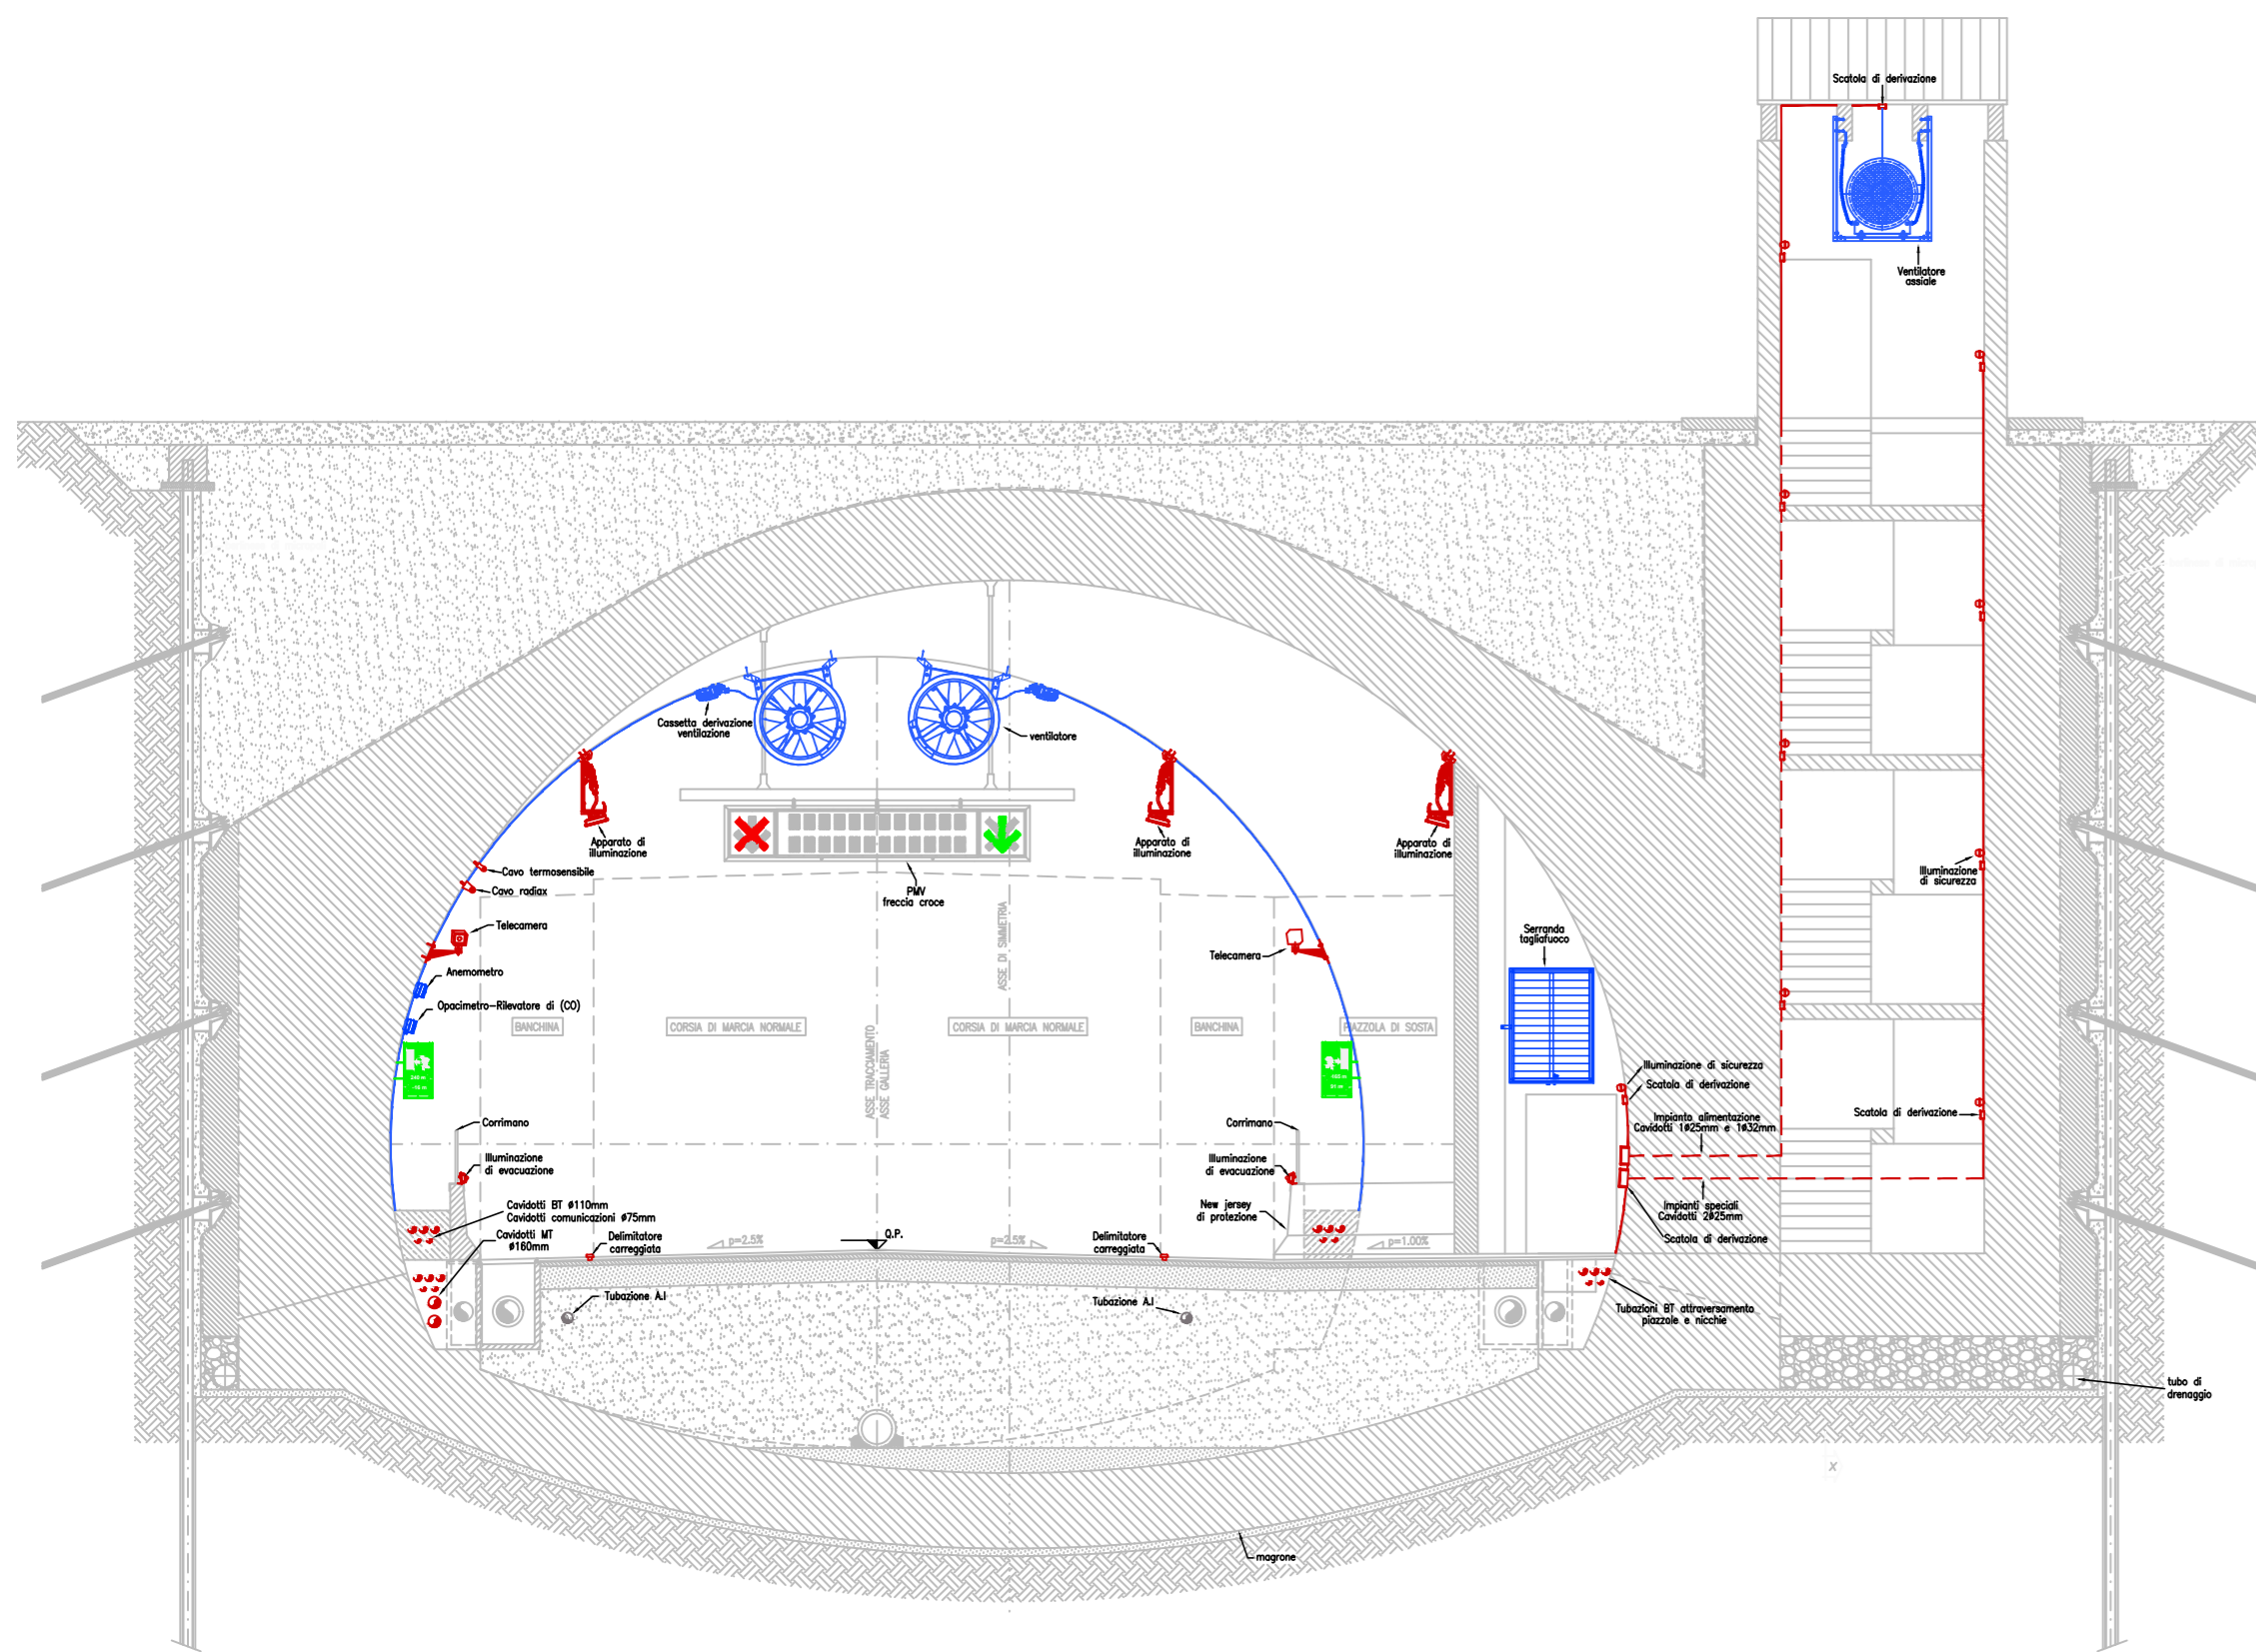 Scatola di derivazione
Ventilatore
assiale
Cassetta derivazione
ventilazione
ventilatore
Apparato di
illuminazione
Apparato di
illuminazione
Apparato di
illuminazione
Cavo termosensibile
Cavo radiax
PMV
freccia croce
Illuminazione
di sicurezza
Telecamera
Telecamera
ASSE DI SIMMETRIA
Serranda
tagliafuoco
Anemometro
Opacimetro-Rilevatore di (CO)
BANCHINA
CORSIA DI MARCIA NORMALE
CORSIA DI MARCIA NORMALE
BANCHINA
PIAZZOLA DI SOSTA
ASSE TRACCIAMENTO
ASSE GALLERIA
Illuminazione di sicurezza
Scatola di derivazione
Impianto alimentazione
Cavidotti 1ø25mm e 1ø32mm
Scatola di derivazione
Corrimano
Corrimano
Illuminazione
di evacuazione
Illuminazione
di evacuazione
Cavidotti BT ø110mm
Cavidotti comunicazioni ø75mm
Cavidotti MT
ø160mm
New jersey
di protezione
Impianti speciali
Cavidotti 2ø25mm
Scatola di derivazione
Delimitatore
carreggiata
p=2.5%
Q.P.
p=2.5%
Delimitatore
carreggiata
p=1.00%
Tubazione A.I
Tubazione A.I
Tubazioni BT attraversamento
piazzole e nicchie
tubo di
drenaggio
x
magrone